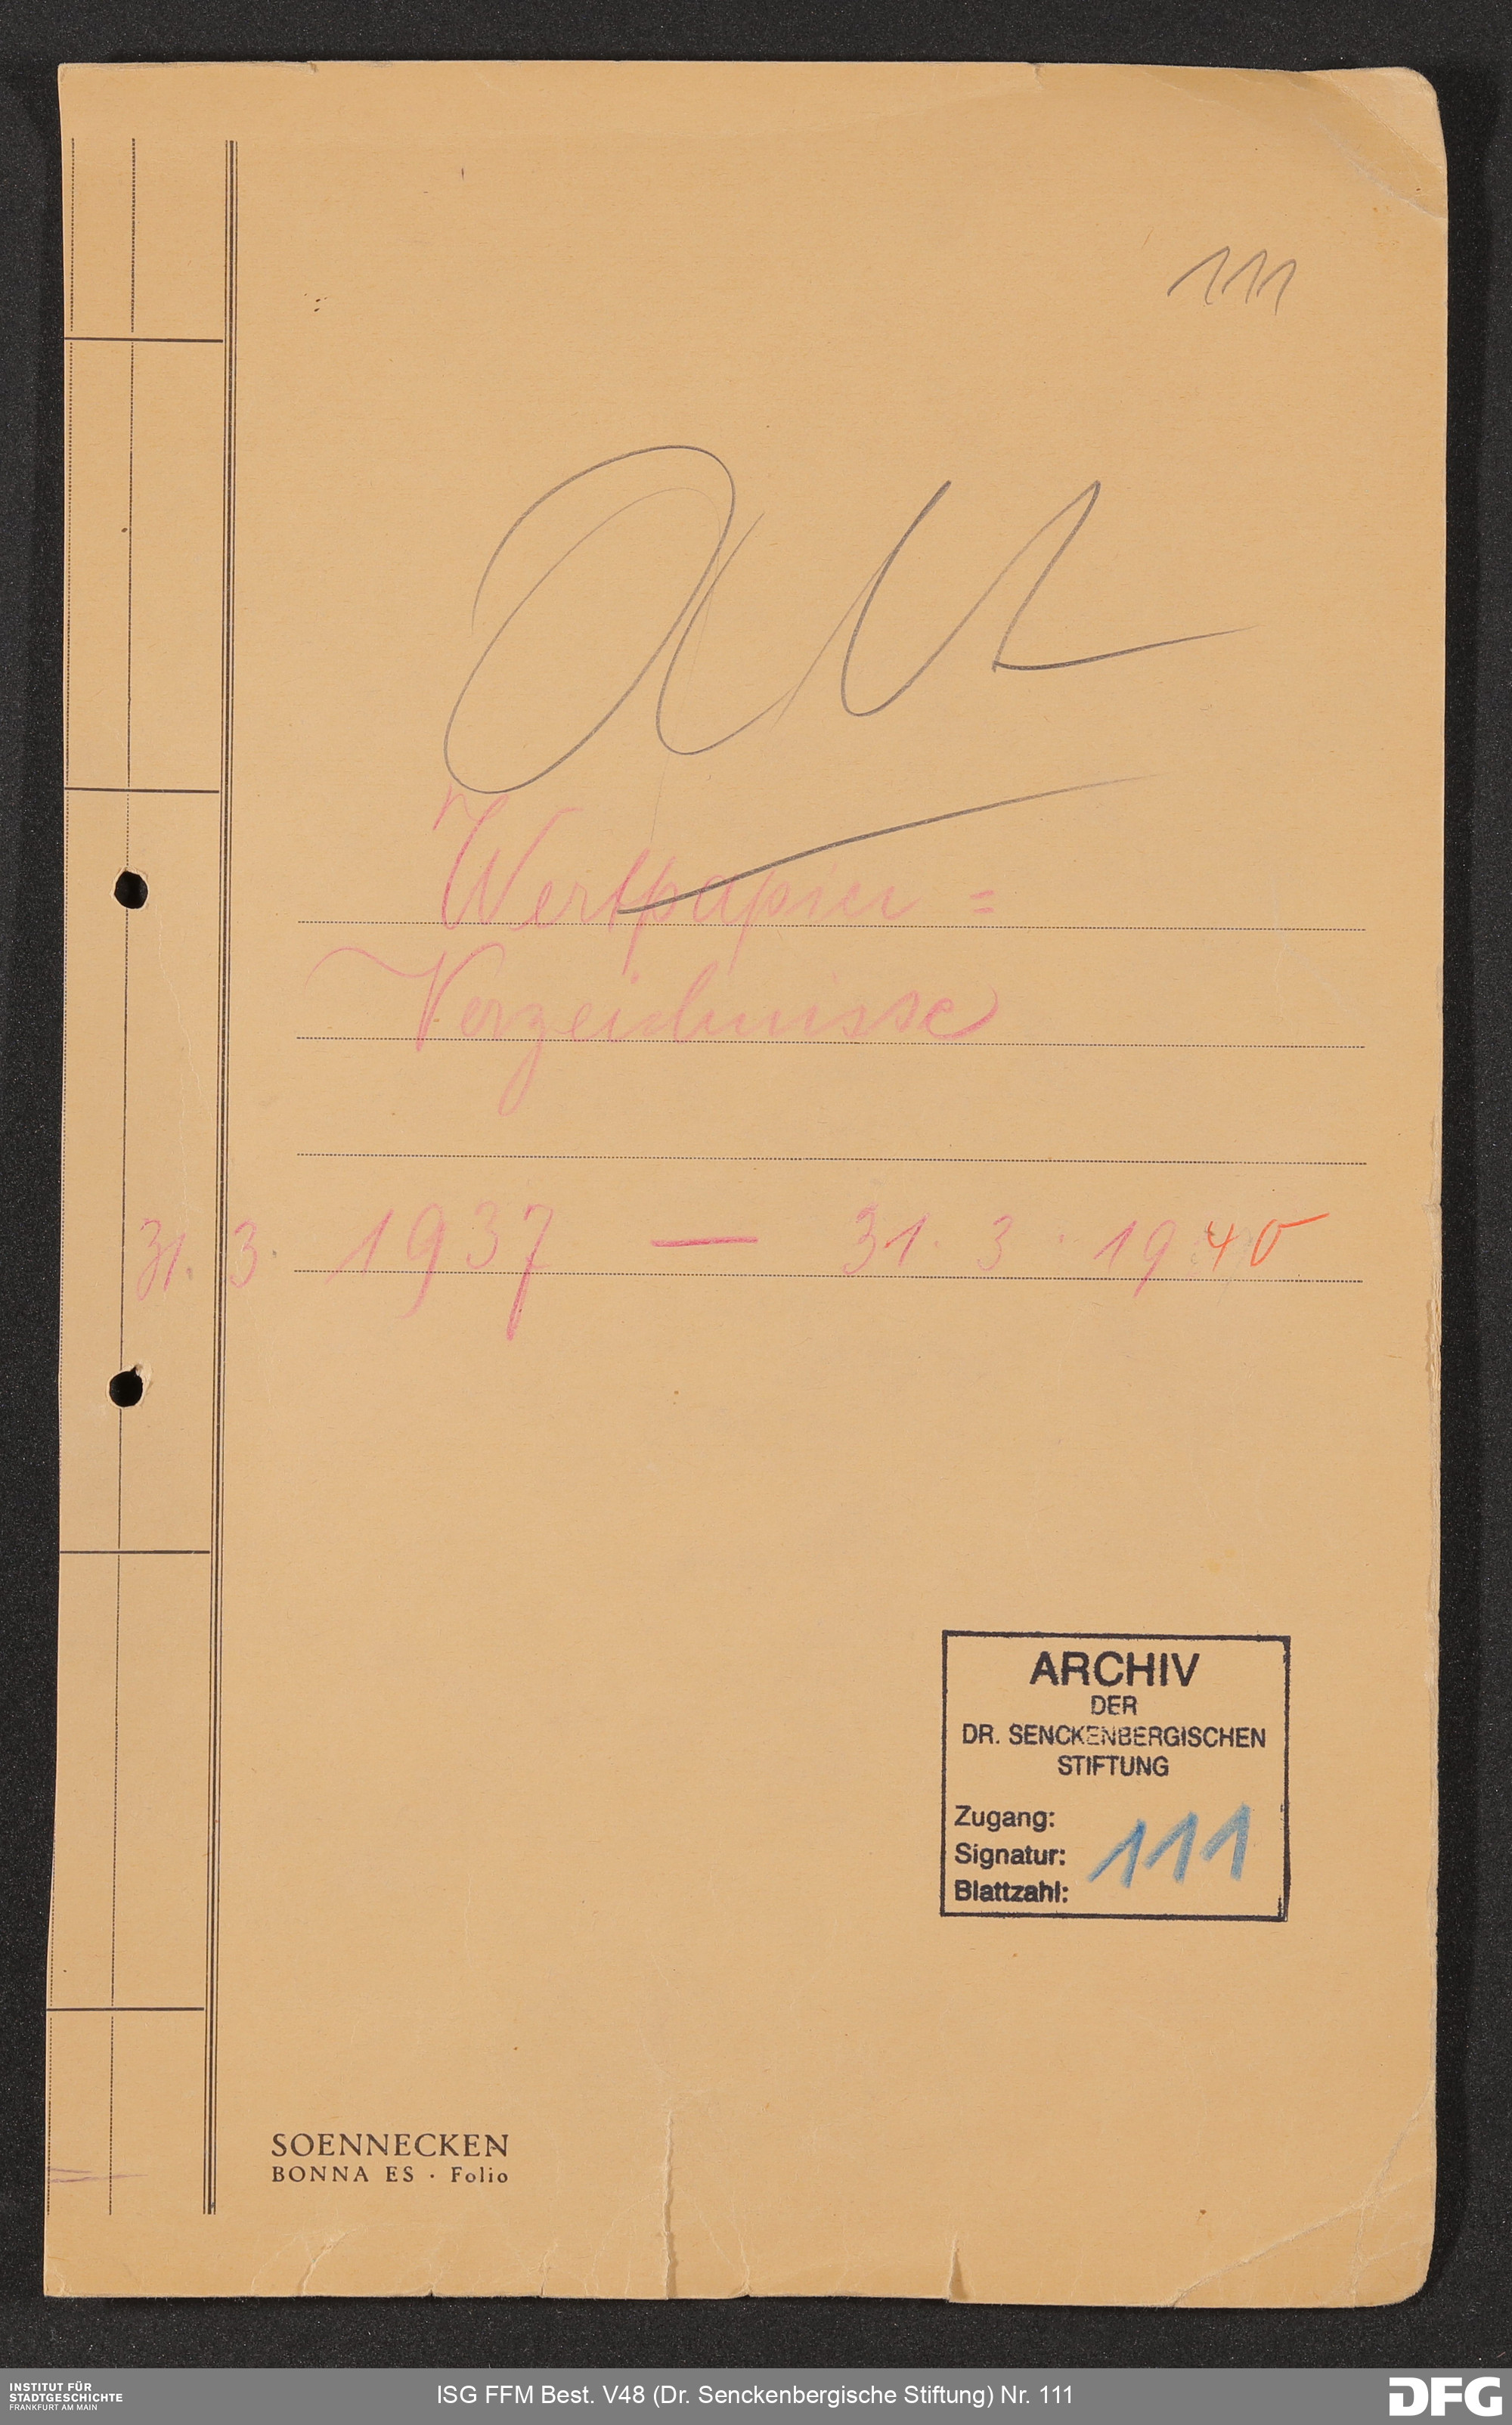 111
Wertpapier =
Verzeichnisse
31. 3. 1937 — 31. 3. 1940
ARCHIV
DER
DR. SENCKENBERGISCHEN
STIFTUNG
Zugang:
Signatur: 111
Blattzahl:
SOENNECKEN
BONNA ES · Folio
INSTITUT FÜR
STADTGESCHICHTE
FRANKFURT AM MAIN
ISG FFM Best. V48 (Dr. Senckenbergische Stiftung) Nr. 111
DFG